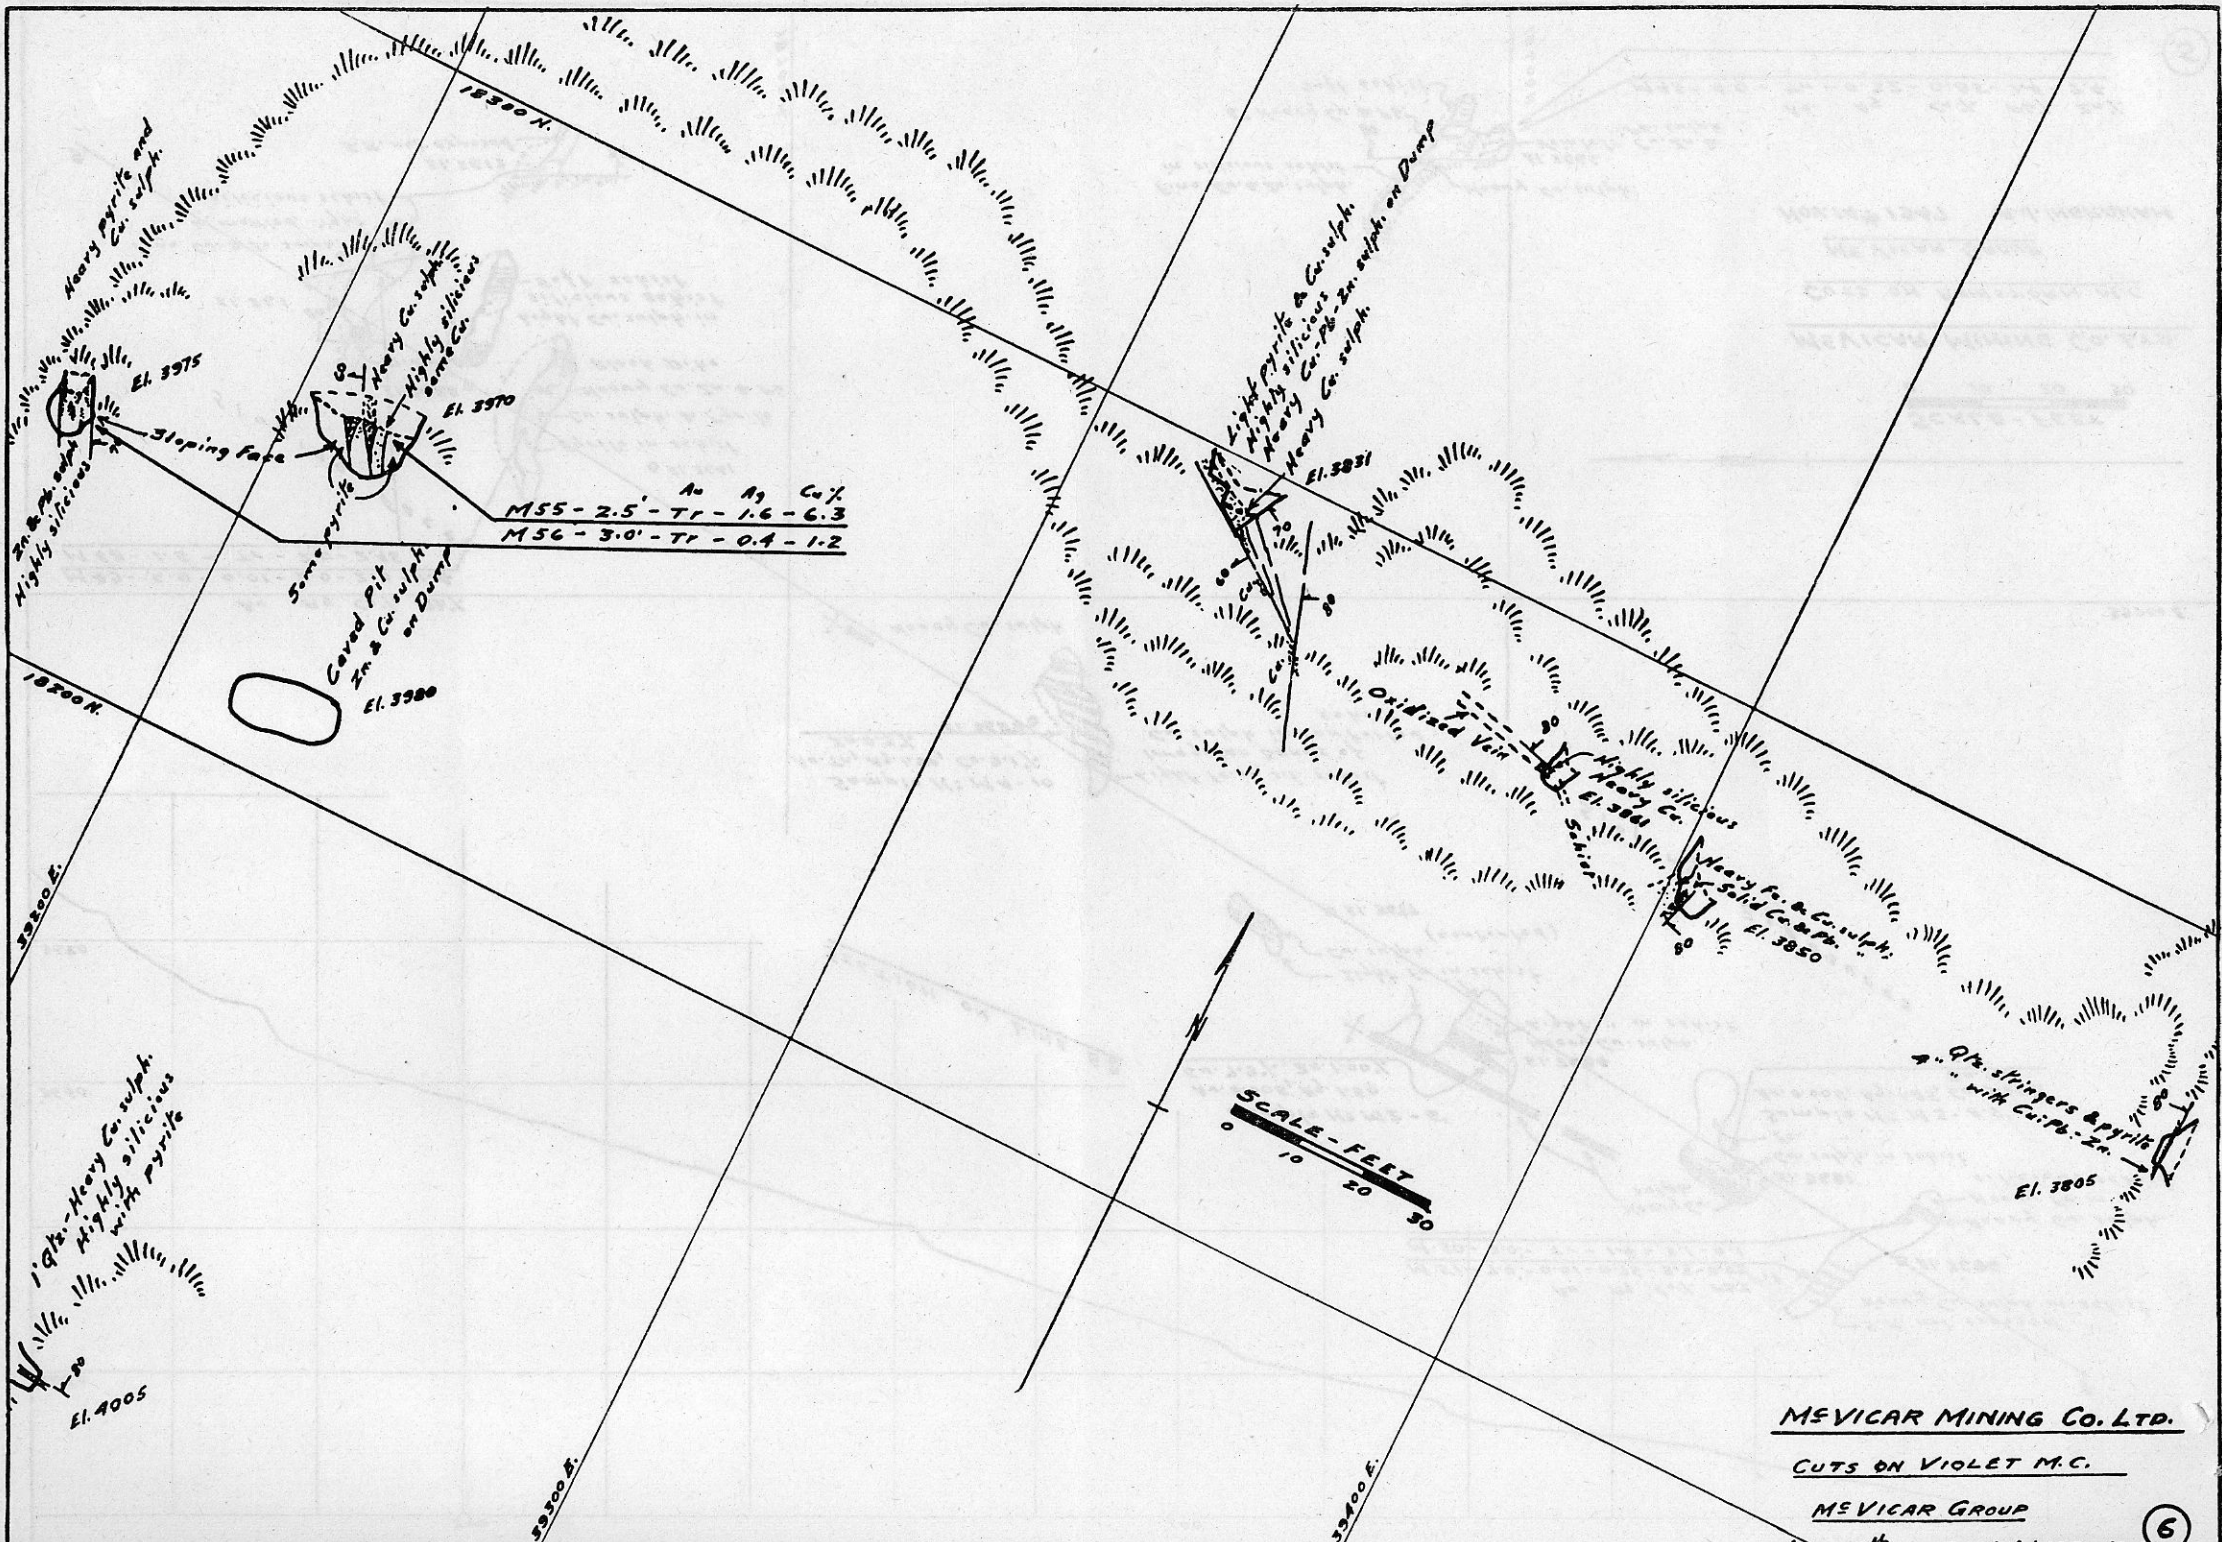 18300 N.
Heavy pyrite and
Cu. sulph.
El. 3975
Sloping Face
Zn. & Pb. sulph.
Highly silicious
80
Heavy Cu. sulph.
Highly silicious
some Cu.
El. 3970
Some pyrite
Au Ag Cu %
M55 - 2.5' - Tr - 1.6 - 6.3
M56 - 3.0' - Tr - 0.4 - 1.2
Caved Pit
Zn. & Cu. sulph.
on Dump
El. 3980
18200 N.
39200 E.
Light pyrite & Cu. sulph.
Highly silicious
Heavy Cu.-Pb.-Zn. sulph. on Dump
Heavy Cu. sulph.
El. 3831
70
60
Cu.
80
Cu.
Oxidized Vein
80
Highly silicious
Heavy Cu.
El. 3861
Schist
Heavy Fe. & Cu. sulph.
Solid Cu. & Pb. "
El. 3850
80
Qtz. stringers & pyrite
" with Cu.-Pb.-Zn.
80
El. 3805
N
SCALE - FEET
0 10 20 30
1' Qtz. - Heavy Cu. sulph.
Highly silicious
with pyrite
80
El. 4005
39300 E.
39400 E.
McVICAR MINING CO. LTD.
CUTS ON VIOLET M.C.
McVICAR GROUP
6